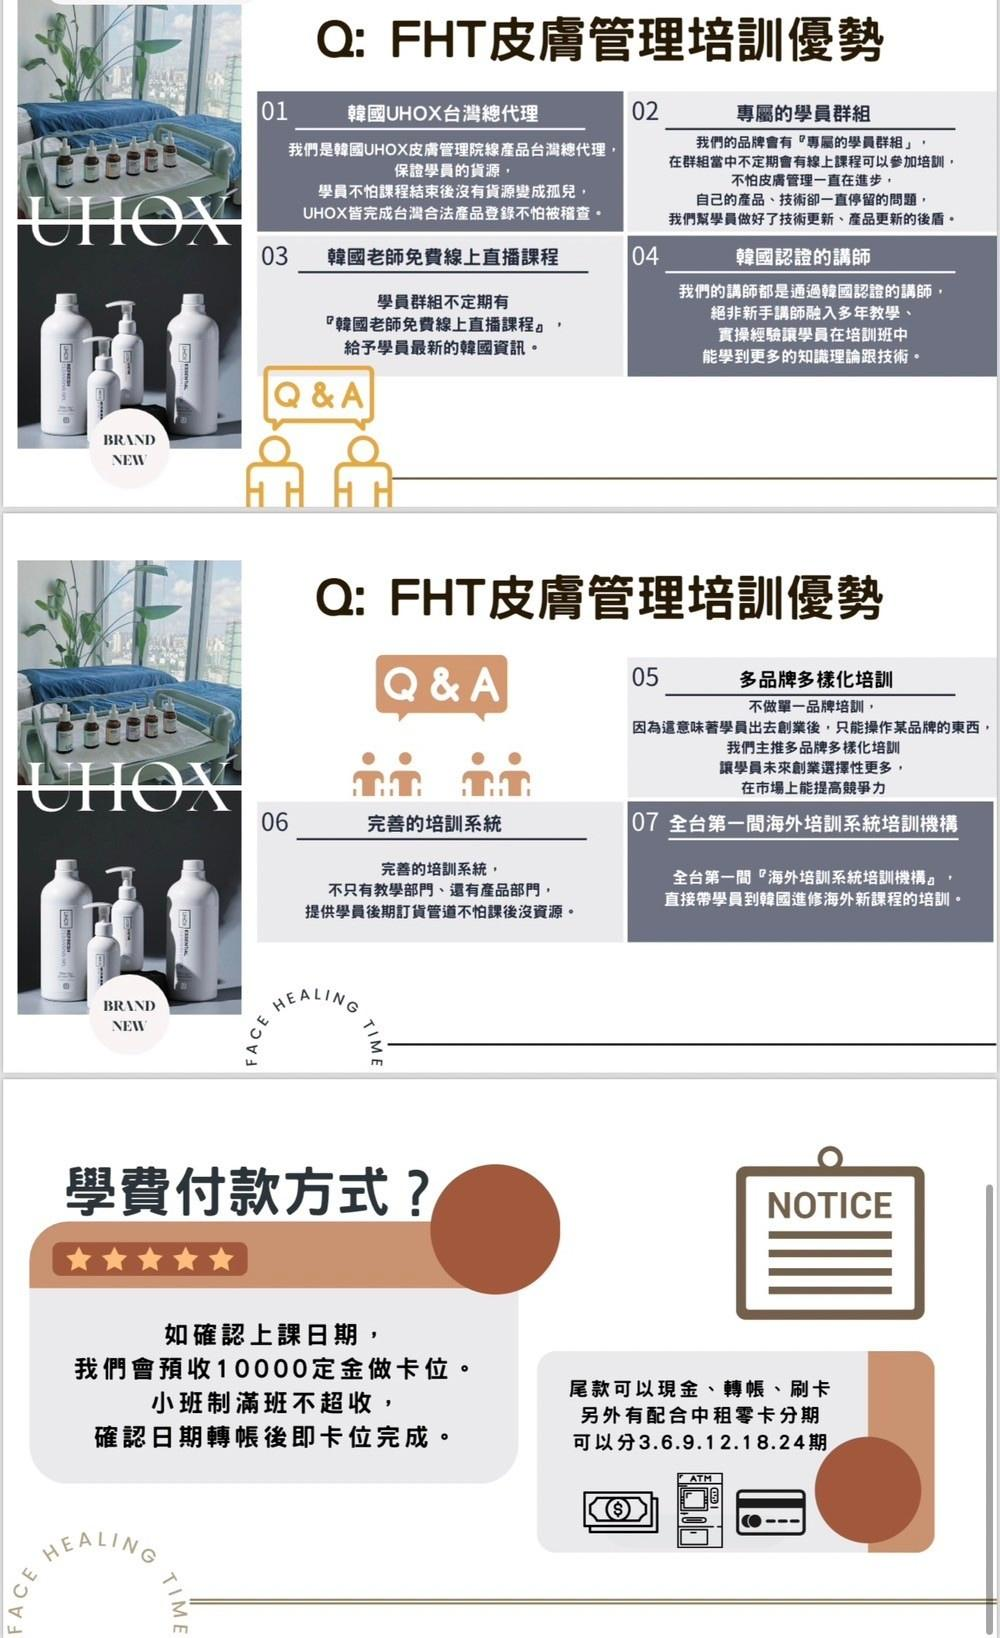 Q: FHT皮膚管理培訓優勢
UHOX
BRAND
NEW
01
韓國UHOX台灣總代理
我們是韓國UHOX皮膚管理院線產品台灣總代理，
保證學員的貨源，
學員不怕課程結束後沒有貨源變成孤兒，
UHOX皆完成台灣合法產品登錄不怕被稽查。
02
專屬的學員群組
我們的品牌會有『專屬的學員群組」，
在群組當中不定期會有線上課程可以參加培訓，
不怕皮膚管理一直在進步，
自己的產品、技術卻一直停留的問題，
我們幫學員做好了技術更新、產品更新的後盾。
03
韓國老師免費線上直播課程
學員群組不定期有
『韓國老師免費線上直播課程』，
給予學員最新的韓國資訊。
04
韓國認證的講師
我們的講師都是通過韓國認證的講師，
絕非新手講師融入多年教學、
實操經驗讓學員在培訓班中
能學到更多的知識理論跟技術。
Q & A
Q: FHT皮膚管理培訓優勢
UHOX
BRAND
NEW
Q & A
05
多品牌多樣化培訓
不做單一品牌培訓，
因為這意味著學員出去創業後，只能操作某品牌的東西，
我們主推多品牌多樣化培訓
讓學員未來創業選擇性更多，
在市場上能提高競爭力
06
完善的培訓系統
完善的培訓系統，
不只有教學部門、還有產品部門，
提供學員後期訂貨管道不怕課後沒資源。
07
全台第一間海外培訓系統培訓機構
全台第一間『海外培訓系統培訓機構』，
直接帶學員到韓國進修海外新課程的培訓。
FACE HEALING TIME
學費付款方式？
如確認上課日期，
我們會預收10000定金做卡位。
小班制滿班不超收，
確認日期轉帳後即卡位完成。
NOTICE
尾款可以現金、轉帳、刷卡
另外有配合中租零卡分期
可以分3.6.9.12.18.24期
ATM
FACE HEALING TIME